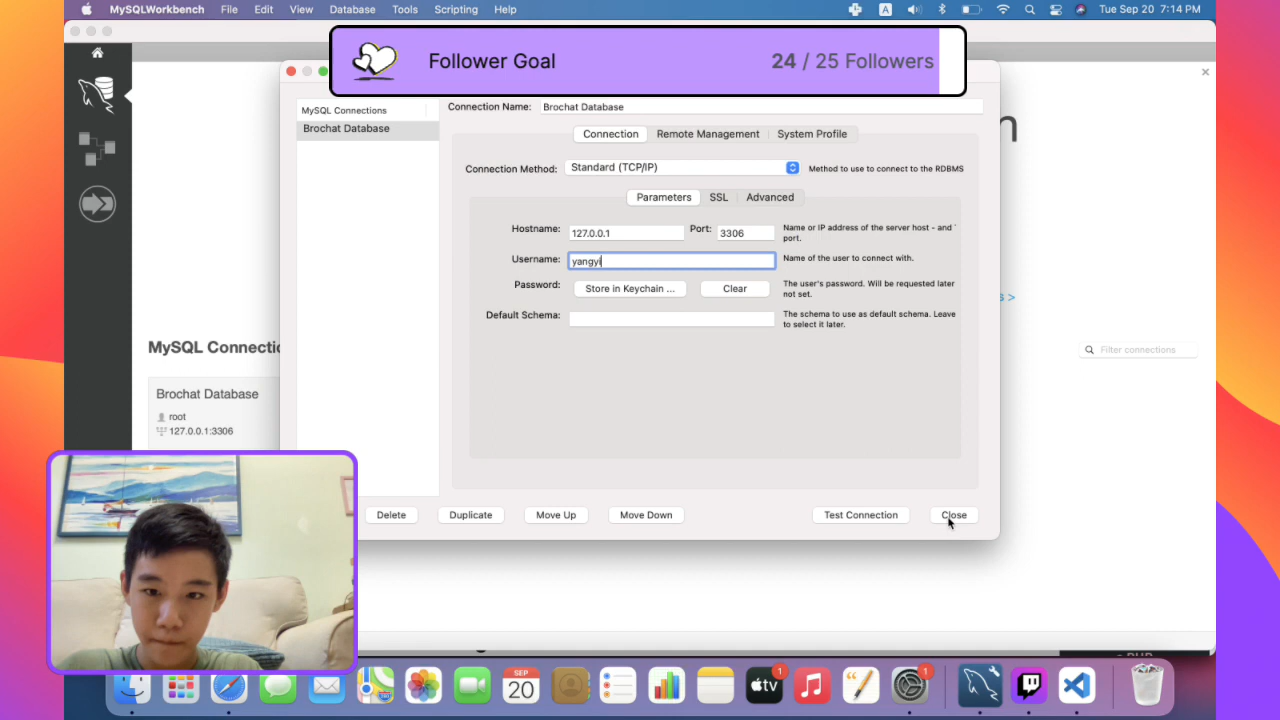 MySQLWorkbench File Edit View Database Tools Scripting Help
A
Tue Sep 20 7:14 PM
Follower Goal
24 / 25 Followers
MySQL Connections
Brochat Database
Connection Name: Brochat Database
Connection Remote Management System Profile
Connection Method: Standard (TCP/IP) Method to use to connect to the RDBMS
Parameters SSL Advanced
Hostname: 127.0.0.1 Port: 3306 Name or IP address of the server host - and
port.
Username: yangyi Name of the user to connect with.
Password: Store in Keychain ... Clear The user's password. Will be requested later
not set.
Default Schema: The schema to use as default schema. Leave
to select it later.
s >
MySQL Connectio
Filter connections
Brochat Database
root
127.0.0.1:3306
Delete Duplicate Move Up Move Down Test Connection Close
SEP
20
tv
1
1